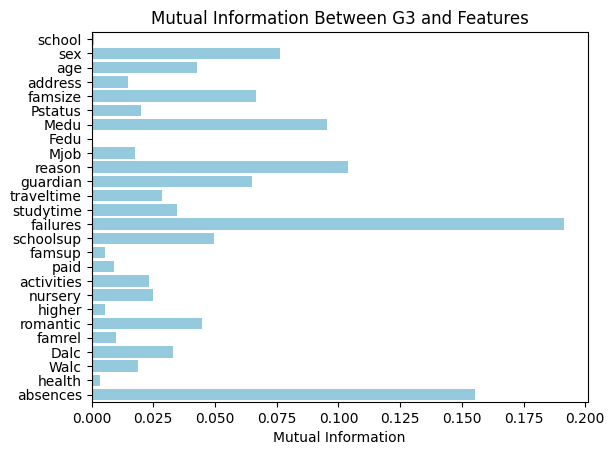 Mutual Information Between G3 and Features
school
sex
age
address
famsize
Pstatus
Medu
Fedu
Mjob
reason
guardian
traveltime
studytime
failures
schoolsup
famsup
paid
activities
nursery
higher
romantic
famrel
Dalc
Walc
health
absences
0.000 0.025 0.050 0.075 0.100 0.125 0.150 0.175 0.200
Mutual Information